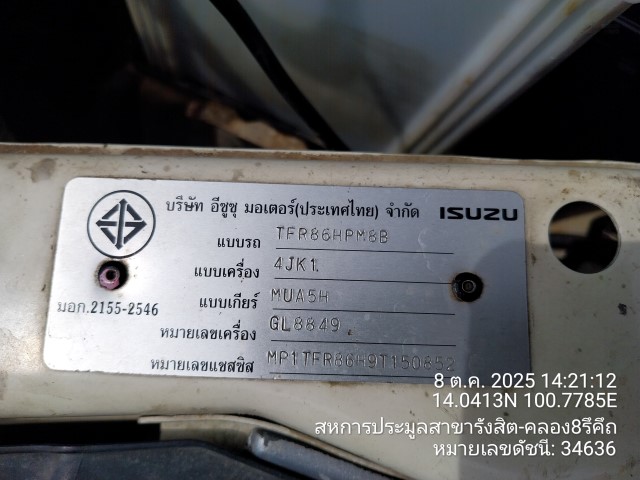 บริษัท อีซูซุ มอเตอร์(ประเทศไทย) จำกัด ISUZU
แบบรถ TFR86HPM8B
แบบเครื่อง 4JK1
แบบเกียร์ MUA5H
มอก.2155-2546
หมายเลขเครื่อง GL8849
หมายเลขแชสซิส MP1TFR86H9T150852
8 ต.ค. 2025 14:21:12
14.0413N 100.7785E
สหการประมูลสาขารังสิต-คลอง8รีคีถ
หมายเลขดัชนี: 34636